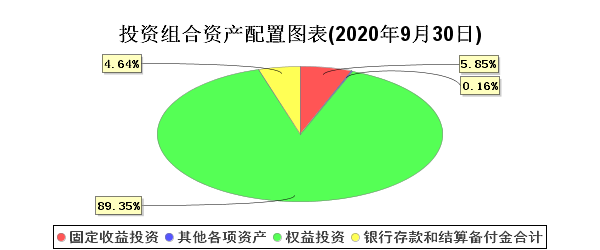 投资组合资产配置图表(2020年9月30日)
4.64%
5.85%
0.16%
89.35%
固定收益投资 其他各项资产 权益投资 银行存款和结算备付金合计